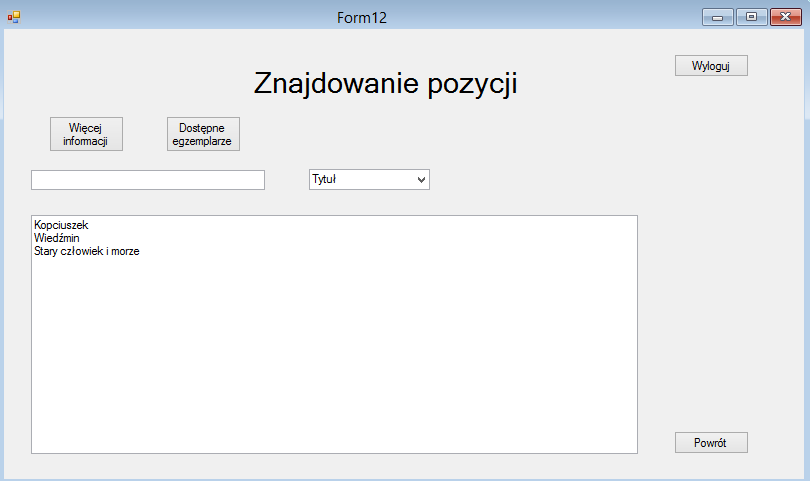 Form12
Wyloguj
Znajdowanie pozycji
Więcej
informacji
Dostępne
egzemplarze
Tytuł
Kopciuszek
Wiedźmin
Stary człowiek i morze
Powrót